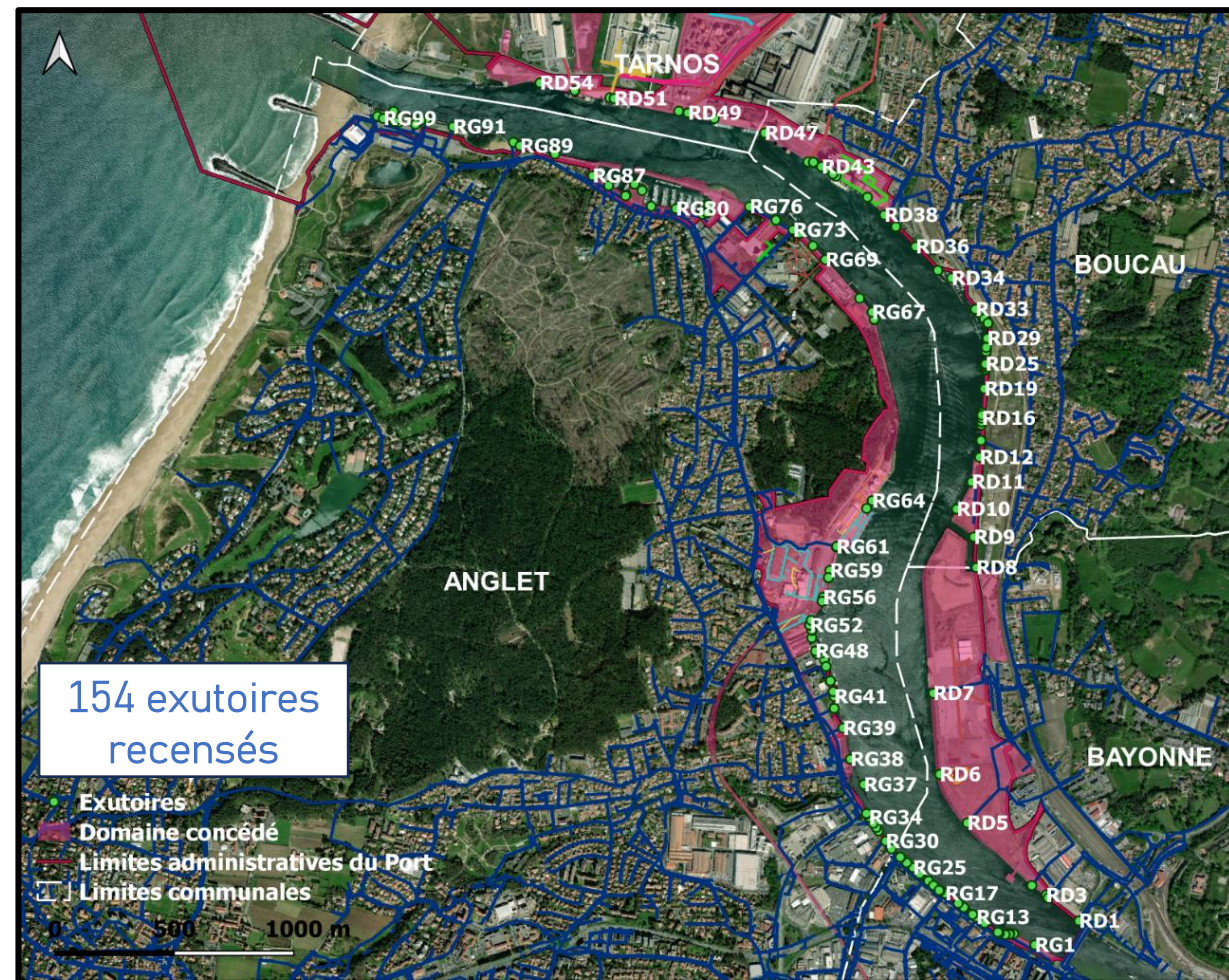 TARNOS
RD54
RD51
RD49
RG99
RG91
RD47
RG89
RD43
RG87
RG80
RG76
RD38
RG73
RD36
RG69
BOUCAU
RD34
RG67
RD33
RD29
RD25
RD19
RD16
RD12
RD11
RG64
RD10
RD9
RG61
RD8
RG59
ANGLET
RG56
RG52
RG48
RD7
RG41
RG39
BAYONNE
RG38
RD6
RG37
RG34
RD5
RG30
RG25
RG17
RD3
RG13
RD1
RG1
154 exutoires
recensés
Exutoires
Domaine concédé
Limites administratives du Port
Limites communales
0 500 1000 m